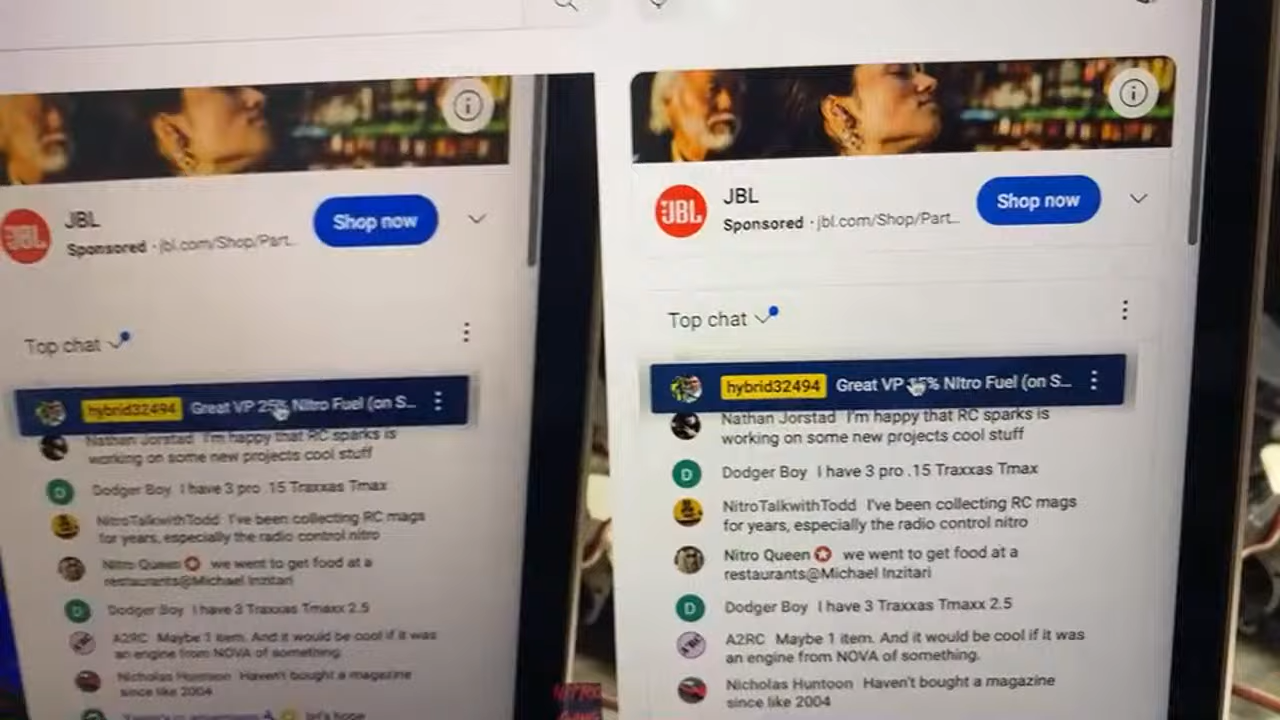 JBL
JBL
Shop now
Sponsored · jbl.com/Shop/Part...
Top chat
hybrid32494 Great VP 25% Nitro Fuel (on S...
Nathan Jorstad I'm happy that RC sparks is
working on some new projects cool stuff
Dodger Boy I have 3 pro .15 Traxxas Tmax
NitroTalkwithTodd I've been collecting RC mags
for years, especially the radio control nitro
Nitro Queen we went to get food at a
restaurants@Michael Inzitari
D
Dodger Boy I have 3 Traxxas Tmaxx 2.5
A2RC Maybe 1 item. And it would be cool if it was
an engine from NOVA of something.
Nicholas Huntoon Haven't bought a magazine
since like 2004
let's hope
JBL
JBL
Shop now
Sponsored · jbl.com/Shop/Part...
Top chat
hybrid32494 Great VP % Nitro Fuel (on S...
Nathan Jorstad I'm happy that RC sparks is
working on some new projects cool stuff
D
Dodger Boy I have 3 pro .15 Traxxas Tmax
NitroTalkwithTodd I've been collecting RC mags
for years, especially the radio control nitro
Nitro Queen we went to get food at a
restaurants@Michael Inzitari
D
Dodger Boy I have 3 Traxxas Tmaxx 2.5
A2RC Maybe 1 item. And it would be cool if it was
an engine from NOVA of something.
Nicholas Huntoon Haven't bought a magazine
since like 2004
NITRO